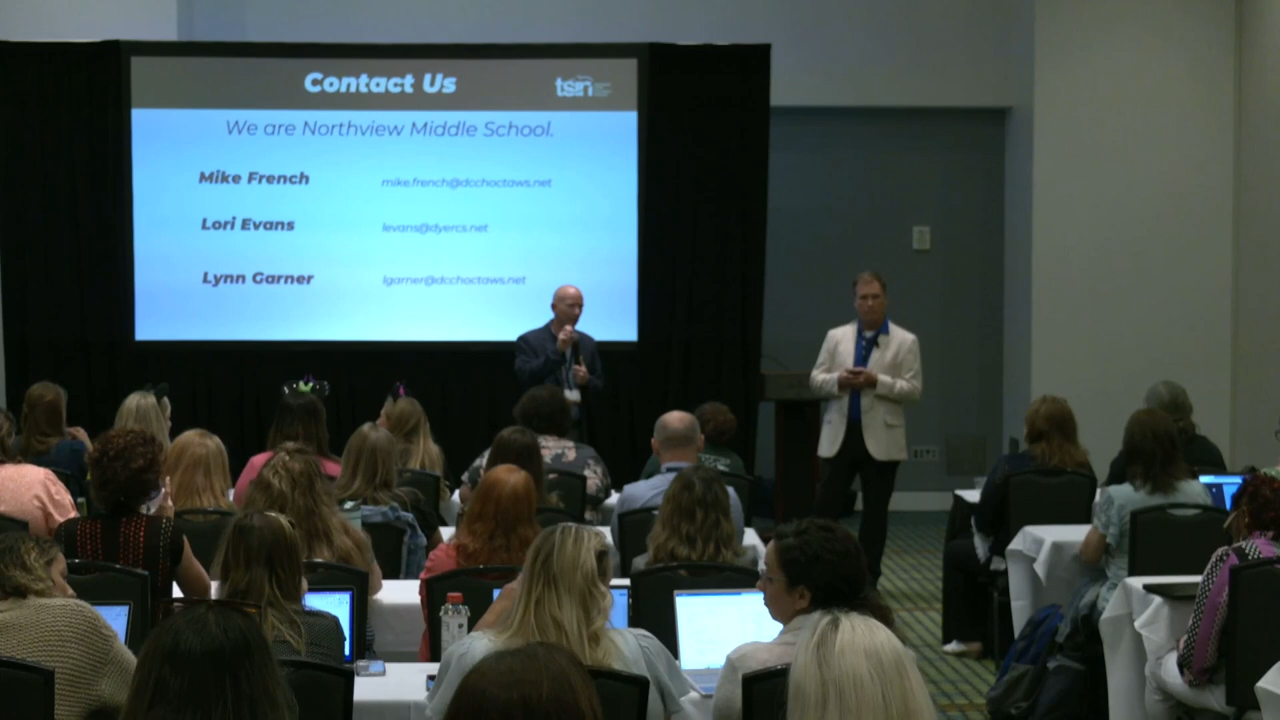 Contact Us
tsin
We are Northview Middle School.
Mike French mike.french@dcchoctaws.net
Lori Evans levans@dyercs.net
Lynn Garner lgarner@dcchoctaws.net